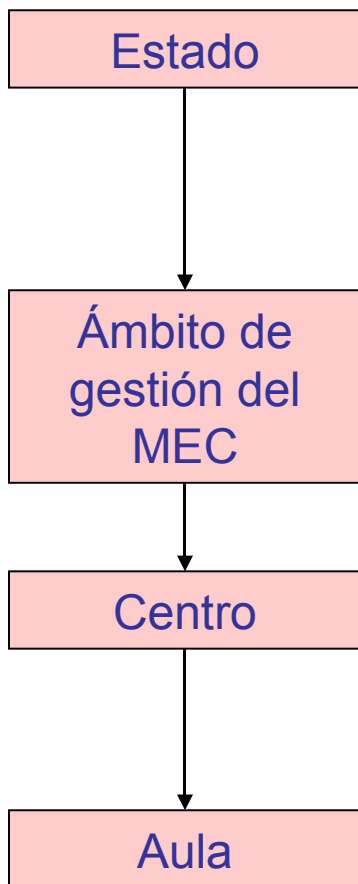 Estado
Ámbito de
gestión del
MEC
Centro
Aula